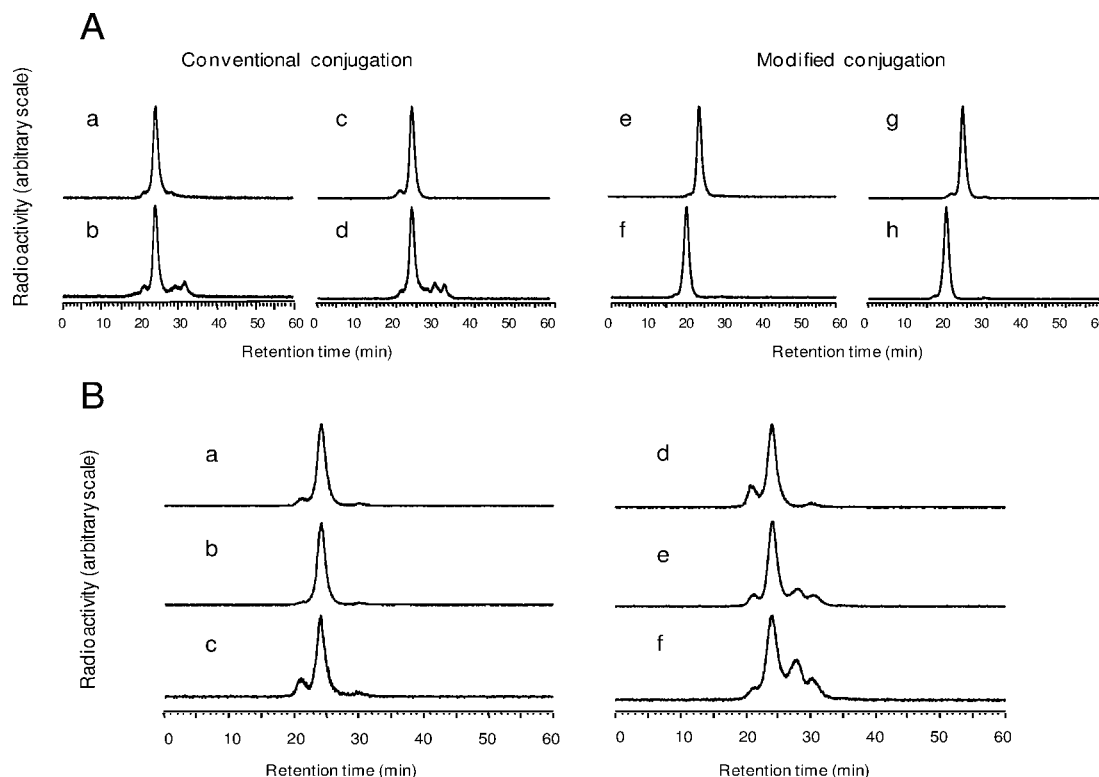 A
Conventional conjugation
Modified conjugation
Radioactivity (arbitrary scale)
a
c
e
g
b
d
f
h
0 10 20 30 40 50 60
0 10 20 30 40 50 60
0 10 20 30 40 50 60
0 10 20 30 40 50 60
Retention time (min)
Retention time (min)
B
Radioactivity (arbitrary scale)
a
b
c
d
e
f
0 10 20 30 40 50 60
0 10 20 30 40 50 60
Retention time (min)
Retention time (min)